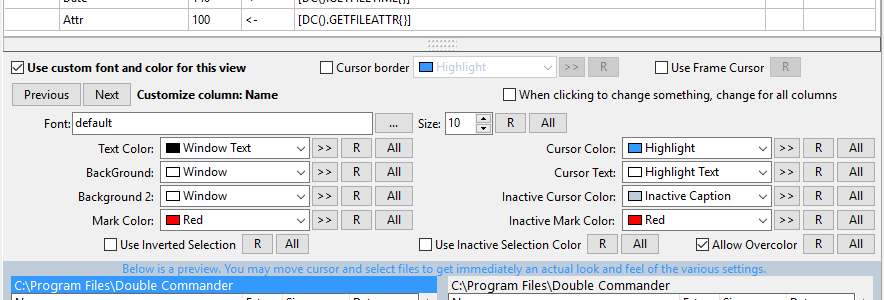 Attr 100 <- [DC().GETFILEATTR{}]
Use custom font and color for this view Cursor border Highlight >> R Use Frame Cursor R
Previous Next Customize column: Name When clicking to change something, change for all columns
Font: default ... Size: 10 R All
Text Color: Window Text >> R All Cursor Color: Highlight >> R All
BackGround: Window >> R All Cursor Text: Highlight Text >> R All
Background 2: Window >> R All Inactive Cursor Color: Inactive Caption >> R All
Mark Color: Red >> R All Inactive Mark Color: Red >> R All
Use Inverted Selection R All Use Inactive Selection Color R All Allow Overcolor R All
Below is a preview. You may move cursor and select files to get immediately an actual look and feel of the various settings.
C:\Program Files\Double Commander C:\Program Files\Double Commander